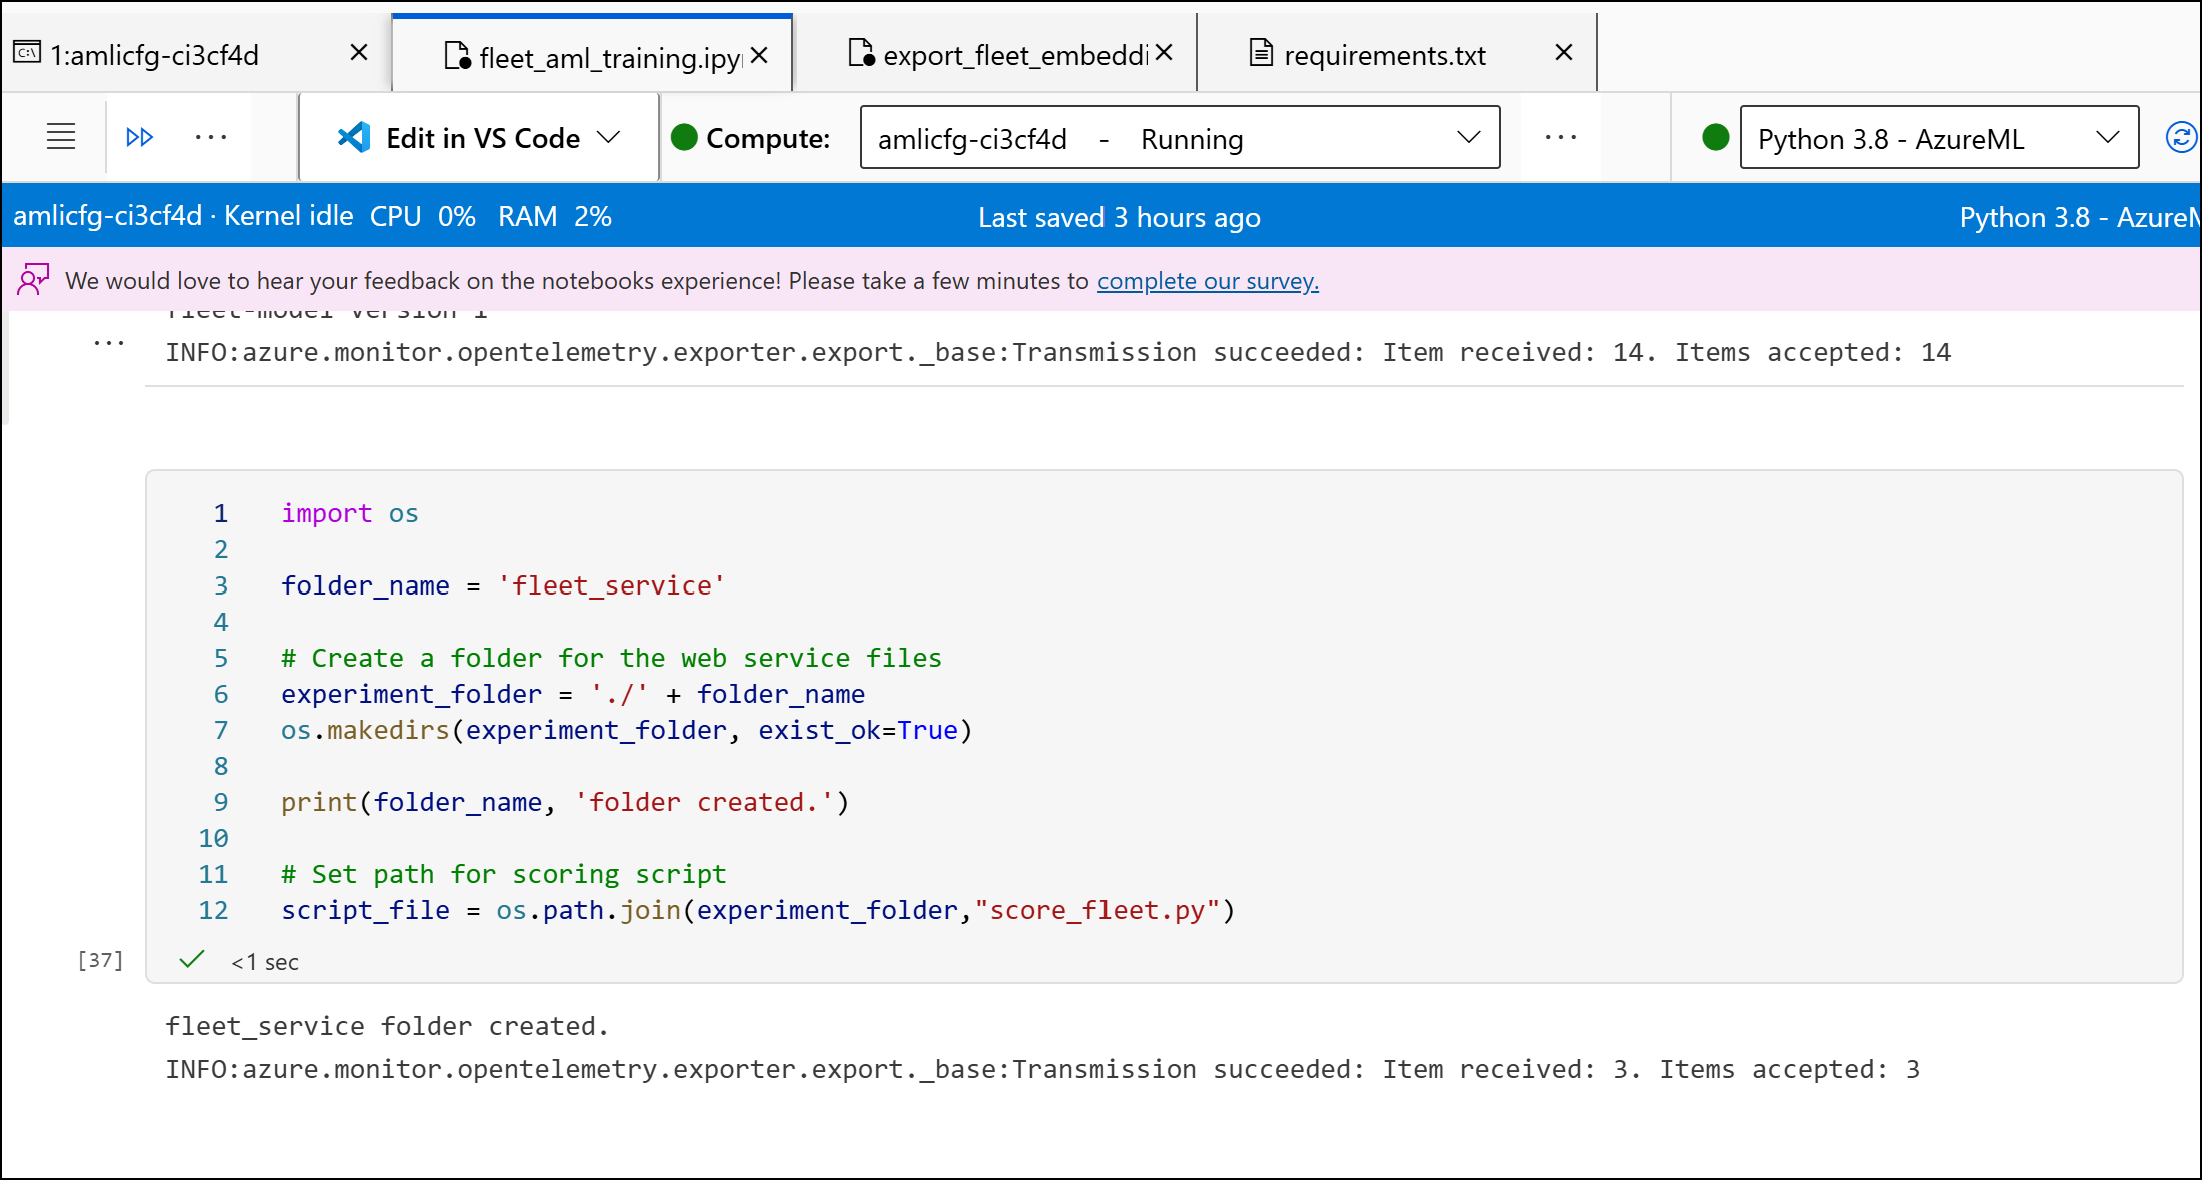 1:amlicfg-ci3cf4d fleet_aml_training.ipy export_fleet_embeddi requirements.txt
Edit in VS Code Compute: amlicfg-ci3cf4d - Running Python 3.8 - AzureML
amlicfg-ci3cf4d · Kernel idle CPU 0% RAM 2% Last saved 3 hours ago Python 3.8 - AzureM
We would love to hear your feedback on the notebooks experience! Please take a few minutes to complete our survey.
fleet-model version 1
INFO:azure.monitor.opentelemetry.exporter.export._base:Transmission succeeded: Item received: 14. Items accepted: 14
1 import os
2
3 folder_name = 'fleet_service'
4
5 # Create a folder for the web service files
6 experiment_folder = './' + folder_name
7 os.makedirs(experiment_folder, exist_ok=True)
8
9 print(folder_name, 'folder created.')
10
11 # Set path for scoring script
12 script_file = os.path.join(experiment_folder,"score_fleet.py")
[37] <1 sec
fleet_service folder created.
INFO:azure.monitor.opentelemetry.exporter.export._base:Transmission succeeded: Item received: 3. Items accepted: 3